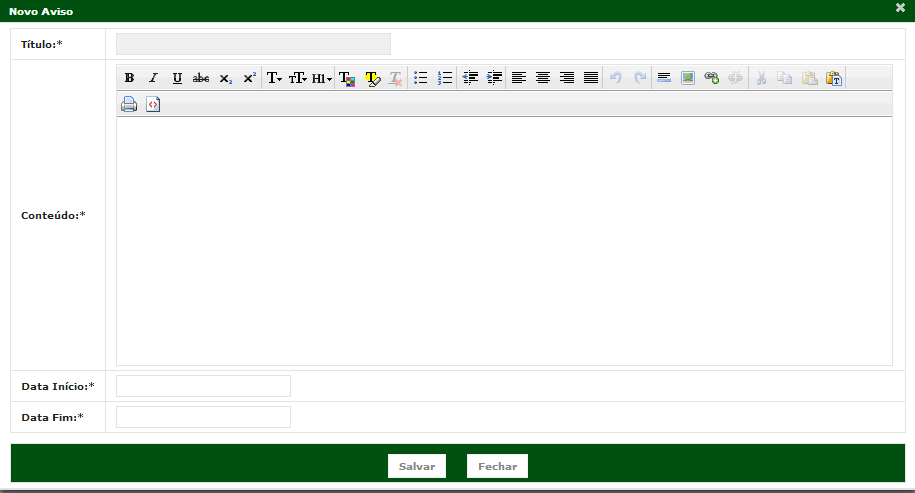 Novo Aviso
Título:*
B I U abc x₂ x² T T H1 T T T
Conteúdo:*
Data Início:*
Data Fim:*
Salvar Fechar